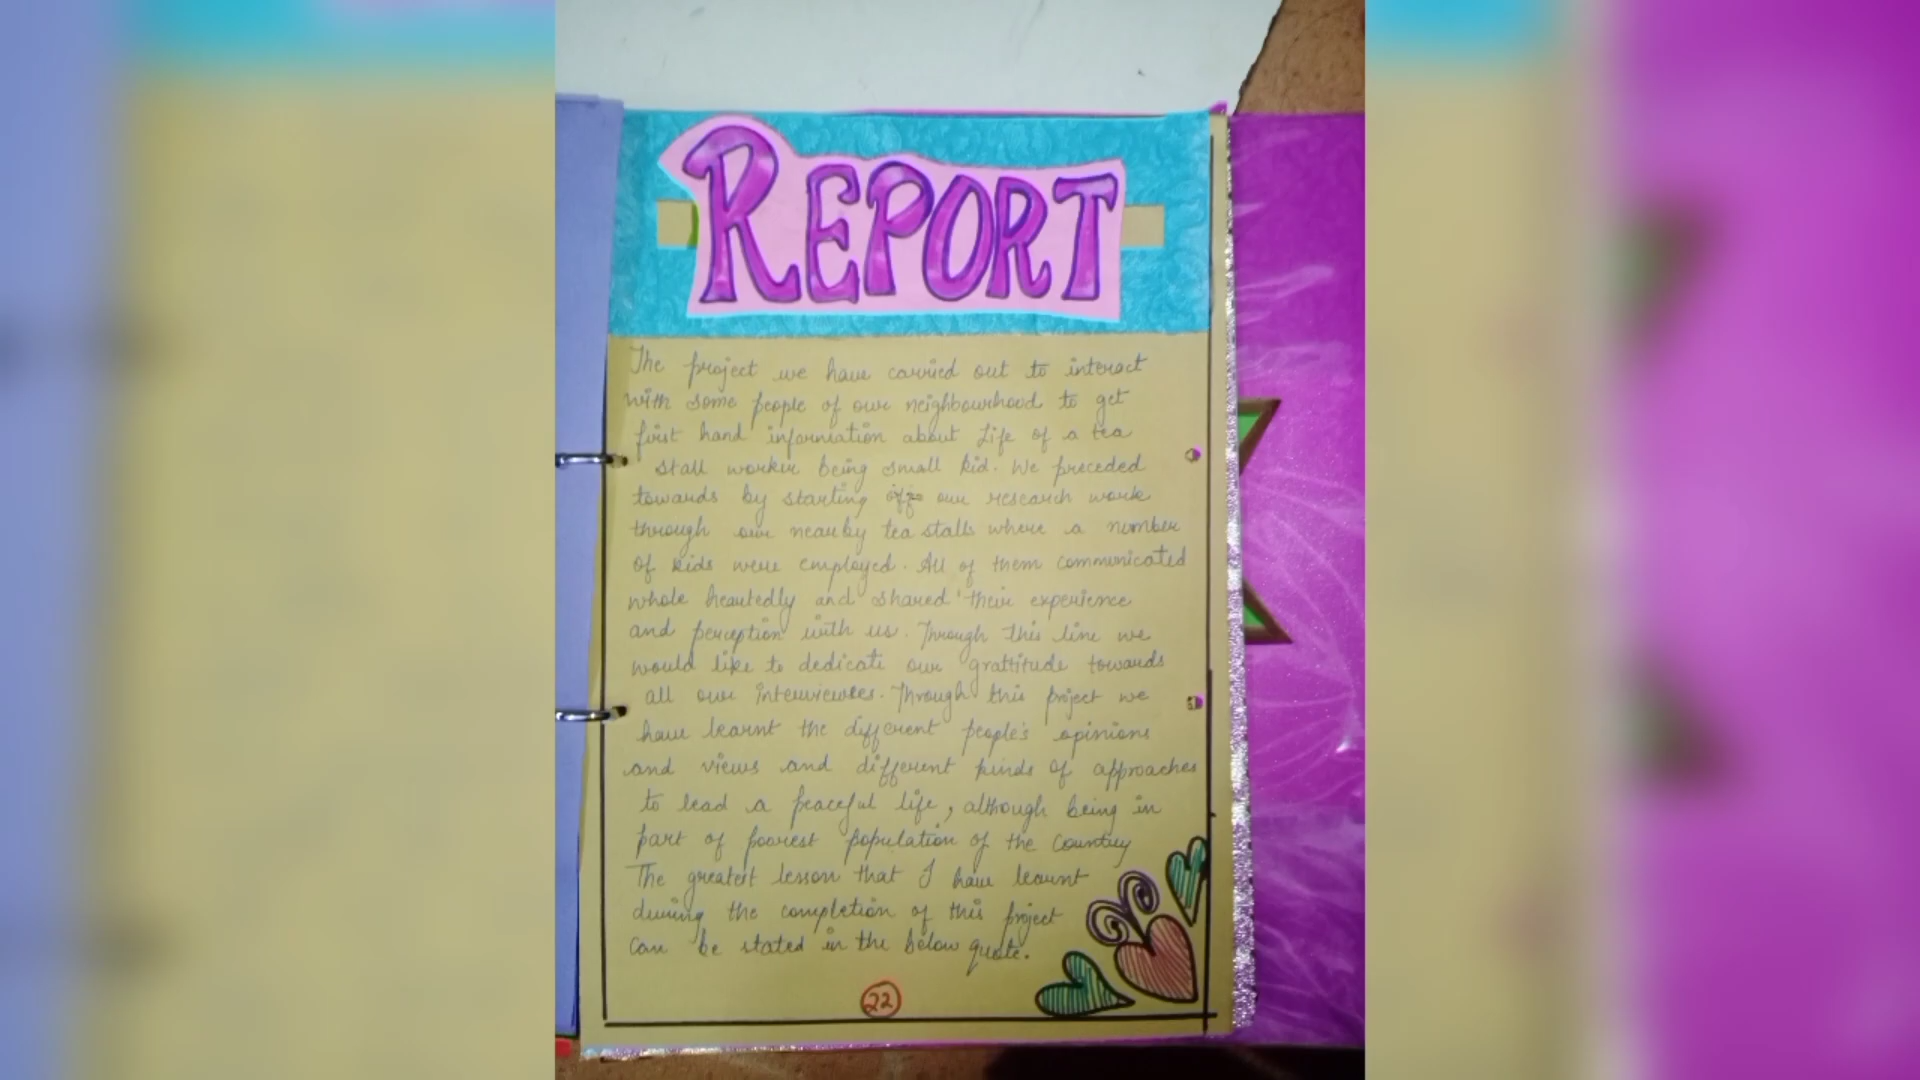 REPORT
The project we have carried out to interact
with some people of our neighbourhood to get
first hand information about Life of a tea
stall worker being small kid. We preceded
towards by starting off our research work
through our nearby tea stalls where a number
of kids were employed. All of them communicated
whole heartedly and shared their experience
and perception with us. Through this line we
would like to dedicate our grattitude towards
all our interviewees. Through this project we
have learnt the different people's opinions
and views and different kinds of approaches
to lead a peaceful life, although being in
part of poorest population of the Country
The greatest lesson that I have learnt
during the completion of this project
can be stated in the below quote.
22